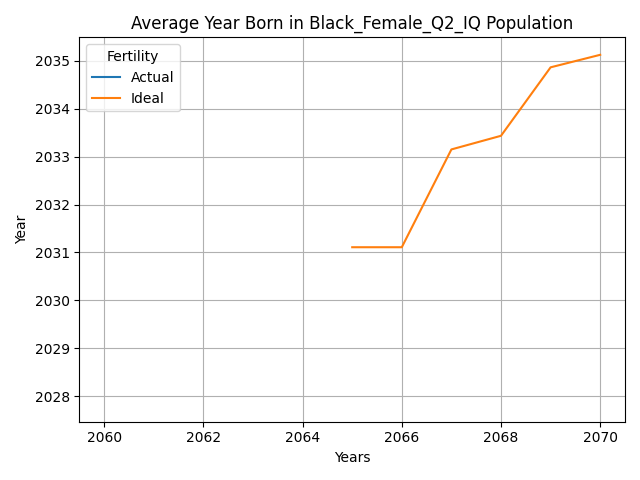 Average Year Born in Black_Female_Q2_IQ Population
Fertility
Actual
Ideal
2035
2034
2033
2032
2031
2030
2029
2028
Year
2060 2062 2064 2066 2068 2070
Years